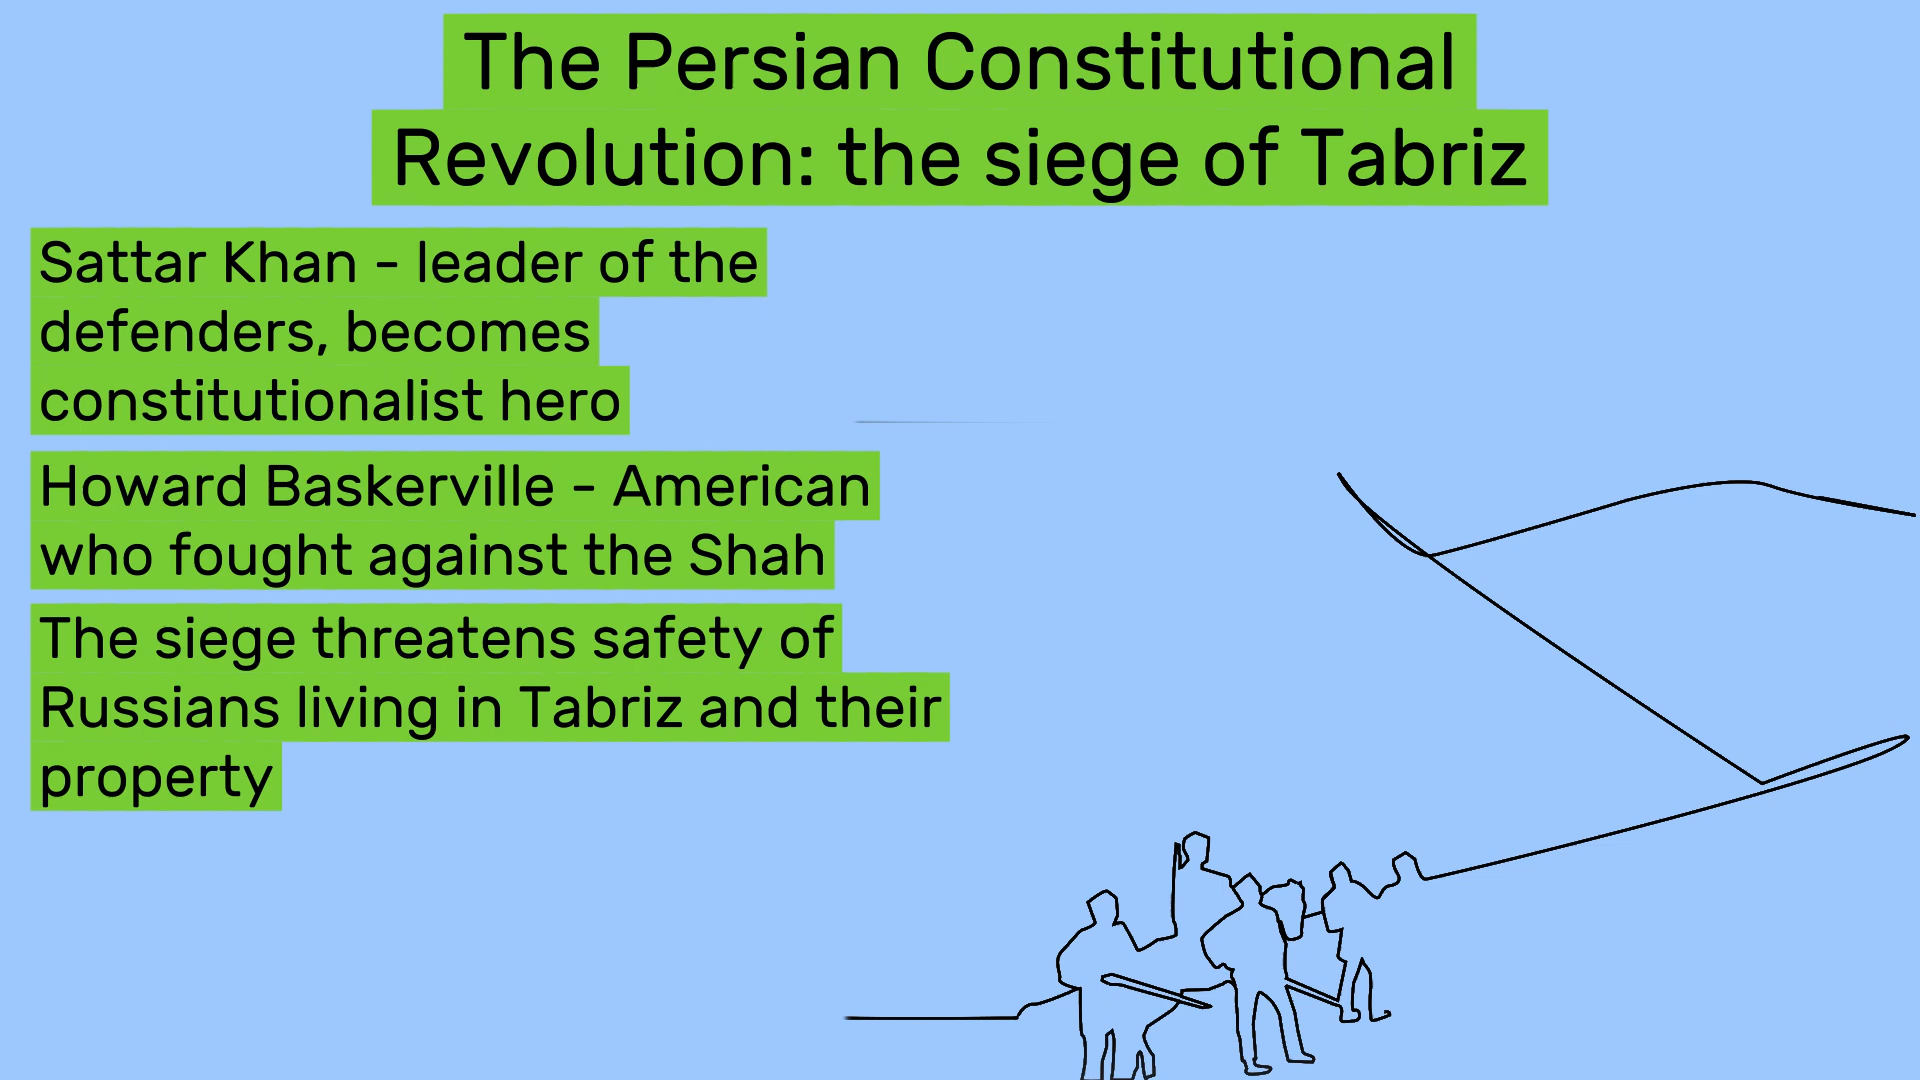 The Persian Constitutional
Revolution: the siege of Tabriz
Sattar Khan - leader of the
defenders, becomes
constitutionalist hero
Howard Baskerville - American
who fought against the Shah
The siege threatens safety of
Russians living in Tabriz and their
property